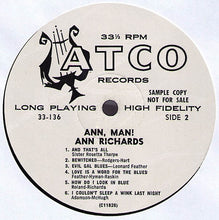 33⅓ RPM
ATCO
RECORDS
SAMPLE COPY
NOT FOR SALE
LONG PLAYING HIGH FIDELITY
33-136 SIDE 2
ANN, MAN!
ANN RICHARDS
1. AND THAT'S ALL
Sister Rosetta Tharpe
2. BEWITCHED—Rodgers-Hart
3. EVIL GAL BLUES—Leonard Feather
4. LOVE IS A WORD FOR THE BLUES
Feather-Hyman-Raskin
5. HOW DO I LOOK IN BLUE
Roland-Richards
6. I COULDN'T SLEEP A WINK LAST NIGHT
Adamson-McHugh
(C11826)